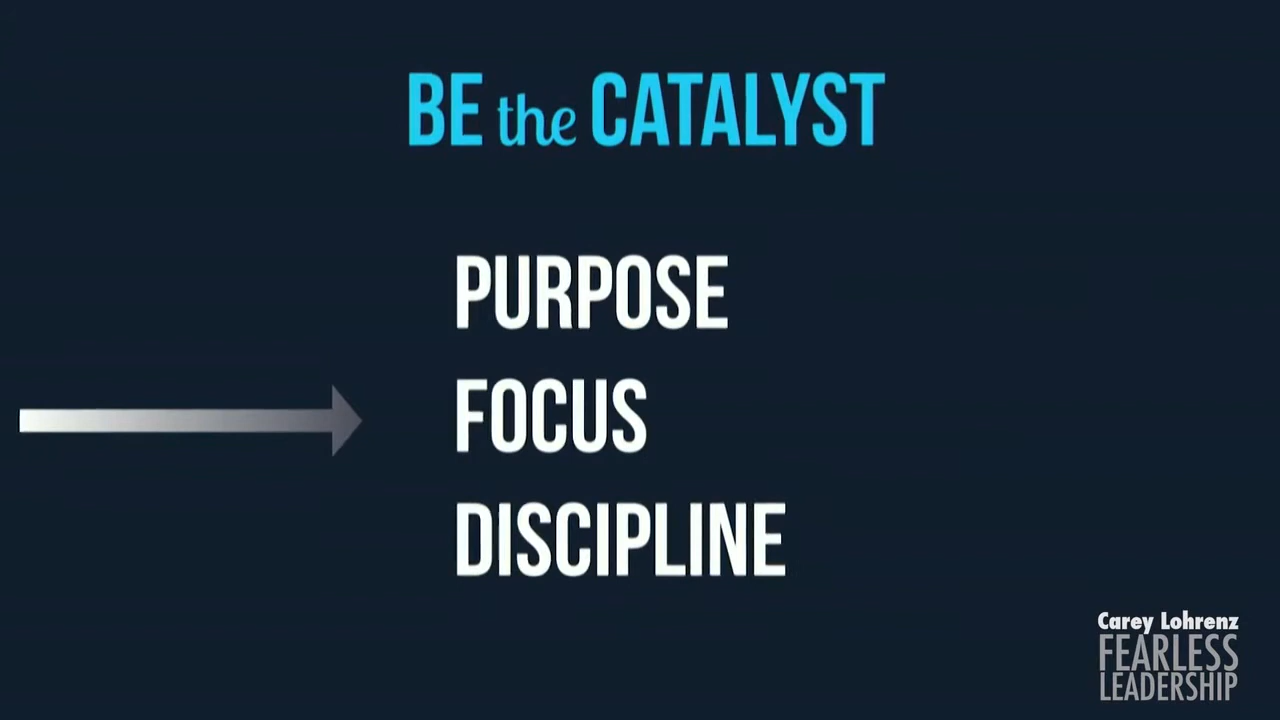 BE the CATALYST
PURPOSE
FOCUS
DISCIPLINE
Carey Lohrenz
FEARLESS
LEADERSHIP